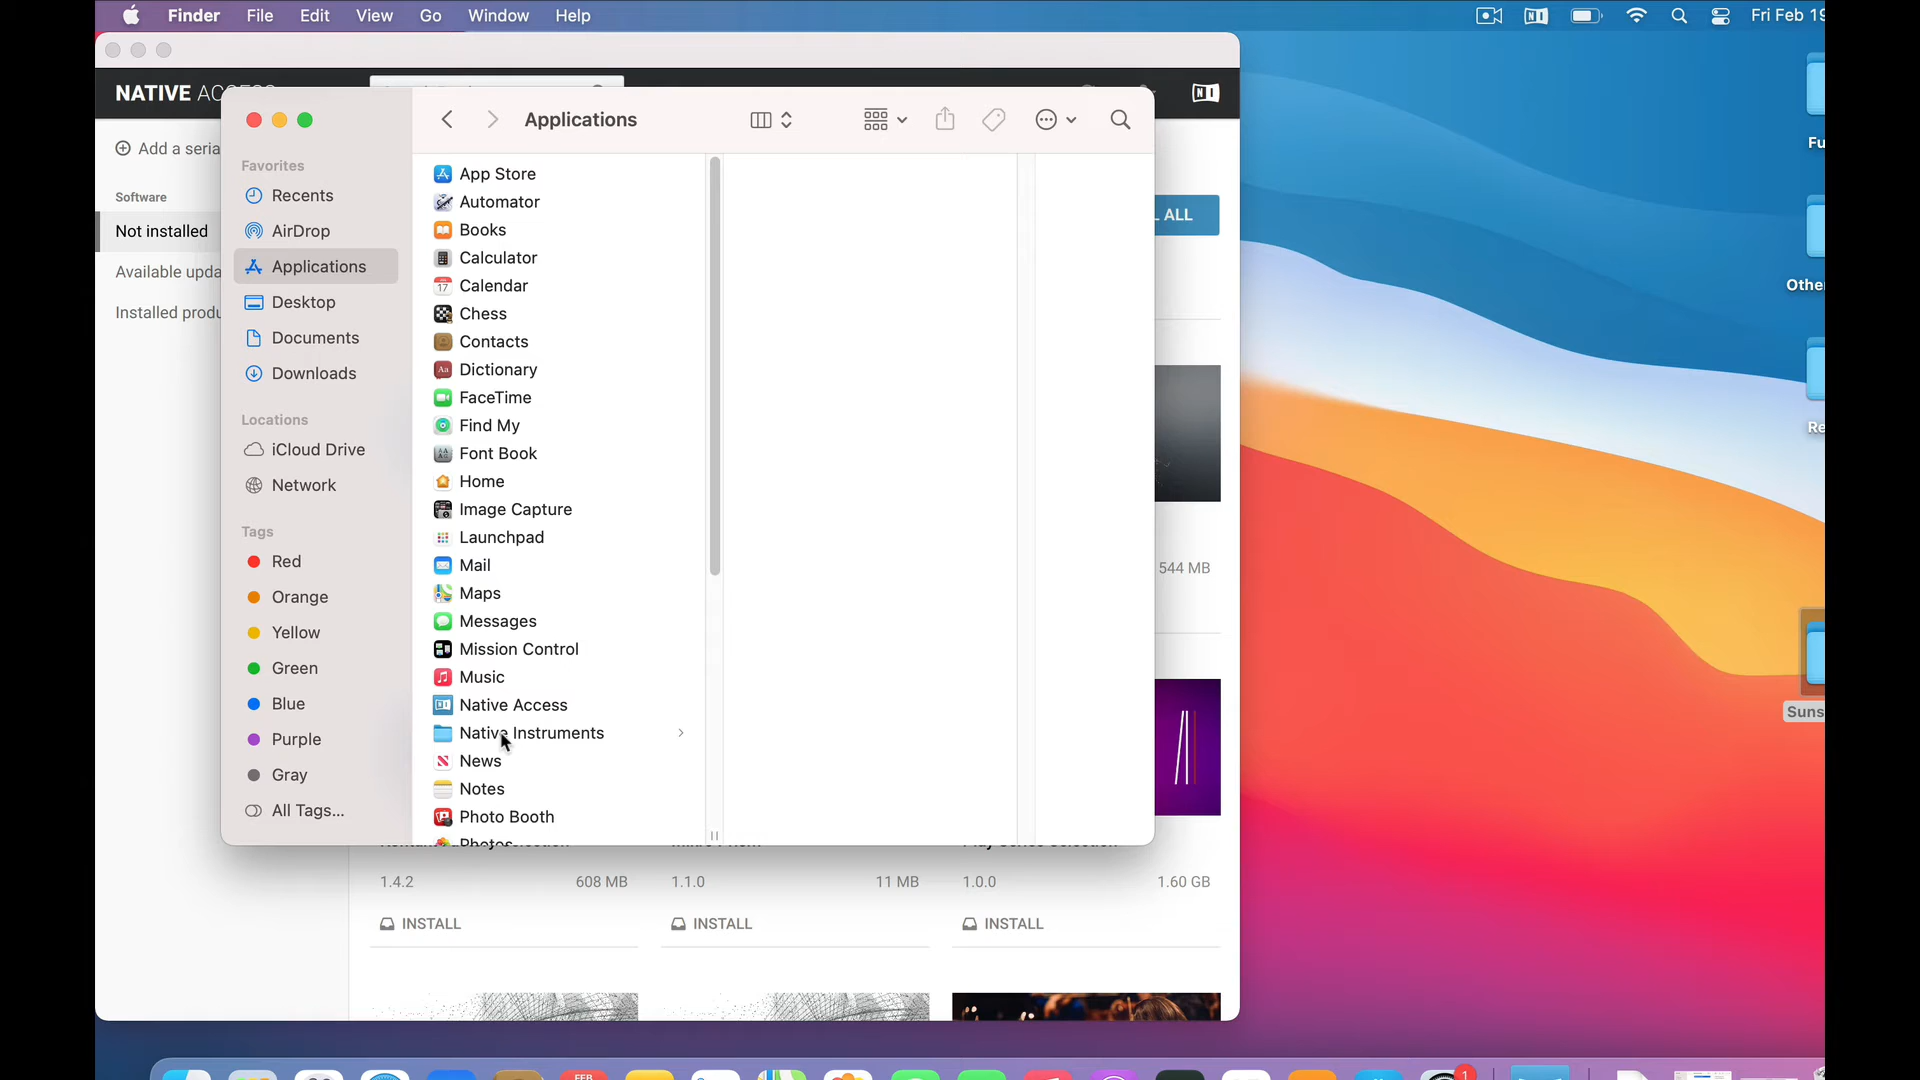 Finder File Edit View Go Window Help Fri Feb 19
NATIVE AC
Add a seria
Software
Not installed
Available upda
Installed produ
Applications
Favorites
Recents
AirDrop
Applications
Desktop
Documents
Downloads
Locations
iCloud Drive
Network
Tags
Red
Orange
Yellow
Green
Blue
Purple
Gray
All Tags...
App Store
Automator
Books
Calculator
Calendar
Chess
Contacts
Dictionary
FaceTime
Find My
Font Book
Home
Image Capture
Launchpad
Mail
Maps
Messages
Mission Control
Music
Native Access
Native Instruments
News
Notes
Photo Booth
Photos
L ALL
544 MB
1.4.2 608 MB 1.1.0 11 MB 1.0.0 1.60 GB
INSTALL INSTALL INSTALL
Fu
Other
Re
Suns
FEB
1